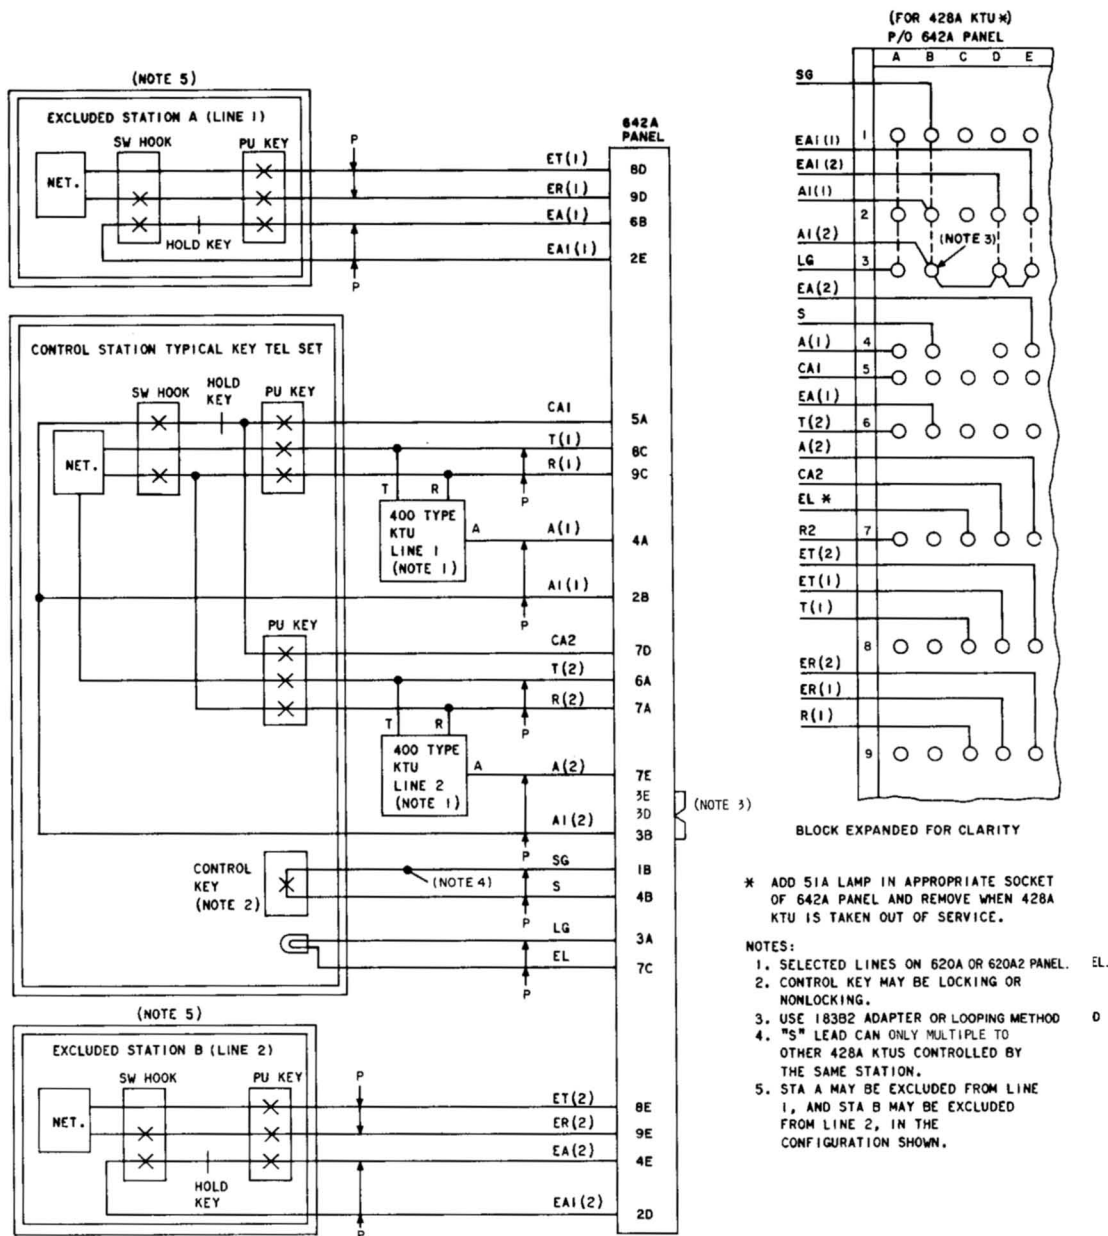 (NOTE 5)
EXCLUDED STATION A (LINE 1)
SW HOOK
PU KEY
NET.
HOLD KEY
P
P
642A
PANEL
ET(1)
8D
ER(1)
9D
EA(1)
6B
EA1(1)
2E
CONTROL STATION TYPICAL KEY TEL SET
SW HOOK
HOLD
KEY
PU KEY
NET.
CA1
5A
T(1)
8C
R(1)
9C
T
R
P
400 TYPE
KTU
LINE 1
(NOTE 1)
A
A(1)
4A
A1(1)
2B
P
PU KEY
CA2
7D
T(2)
6A
R(2)
7A
T
R
P
400 TYPE
KTU
LINE 2
(NOTE 1)
A
A(2)
7E
3E
3D
(NOTE 3)
A1(2)
3B
P
CONTROL
KEY
(NOTE 2)
SG
1B
(NOTE 4)
S
4B
P
LG
3A
EL
7C
P
(NOTE 5)
EXCLUDED STATION B (LINE 2)
SW HOOK
PU KEY
NET.
HOLD
KEY
P
P
ET(2)
8E
ER(2)
9E
EA(2)
4E
EA1(2)
2D
(FOR 428A KTU*)
P/O 642A PANEL
A B C D E
SG
1
EA1(1)
EA1(2)
A1(1)
2
A1(2)
(NOTE 3)
LG
3
EA(2)
S
A(1)
4
CA1
5
EA(1)
T(2)
6
A(2)
CA2
EL *
R2
7
ET(2)
ET(1)
T(1)
8
ER(2)
ER(1)
R(1)
9
BLOCK EXPANDED FOR CLARITY
* ADD 51A LAMP IN APPROPRIATE SOCKET
OF 642A PANEL AND REMOVE WHEN 428A
KTU IS TAKEN OUT OF SERVICE.
NOTES:
1. SELECTED LINES ON 620A OR 620A2 PANEL. EL.
2. CONTROL KEY MAY BE LOCKING OR
NONLOCKING.
3. USE 183B2 ADAPTER OR LOOPING METHOD D
4. "S" LEAD CAN ONLY MULTIPLE TO
OTHER 428A KTUS CONTROLLED BY
THE SAME STATION.
5. STA A MAY BE EXCLUDED FROM LINE
1, AND STA B MAY BE EXCLUDED
FROM LINE 2, IN THE
CONFIGURATION SHOWN.